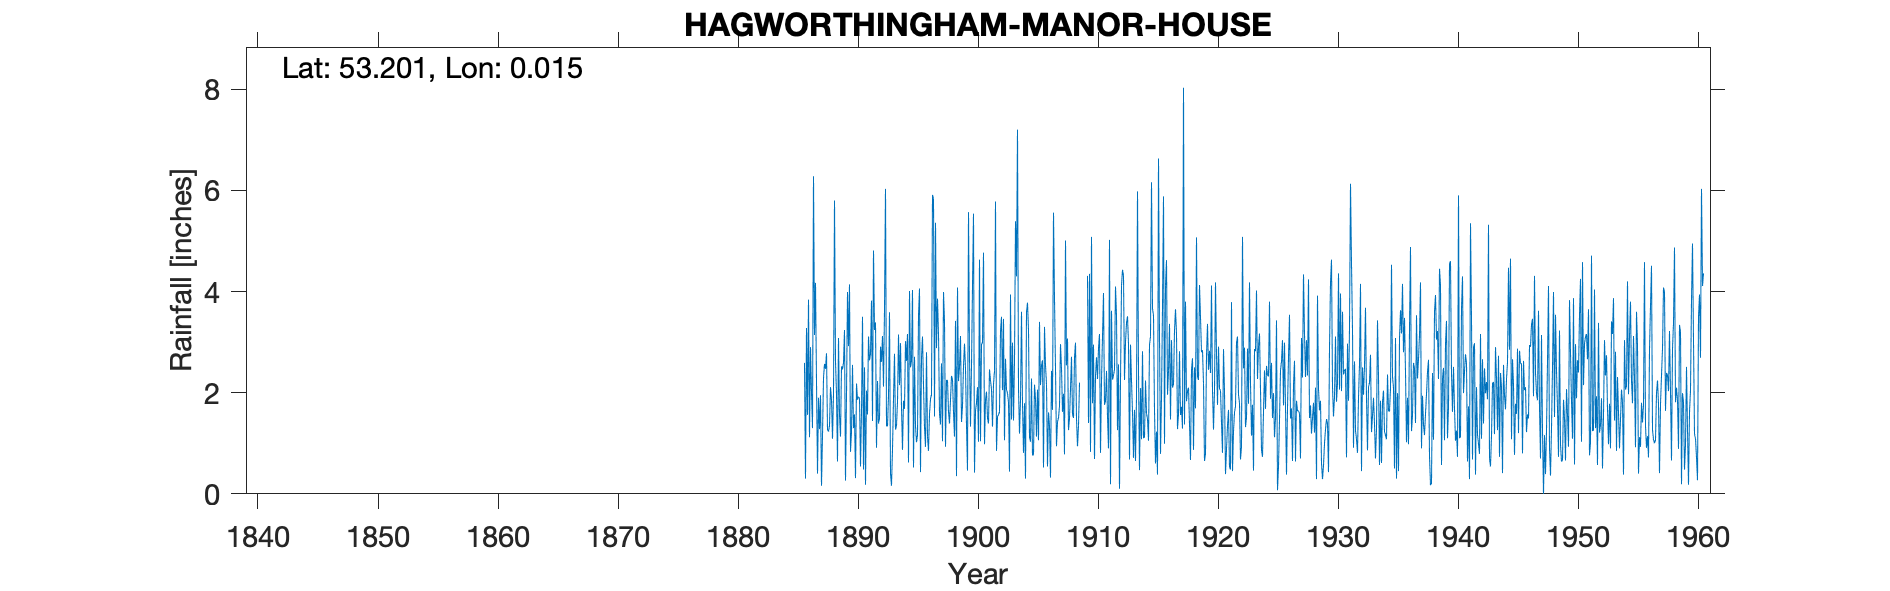 HAGWORTHINGHAM-MANOR-HOUSE
Lat: 53.201, Lon: 0.015
8
6
4
2
0
Rainfall [inches]
1840 1850 1860 1870 1880 1890 1900 1910 1920 1930 1940 1950 1960
Year